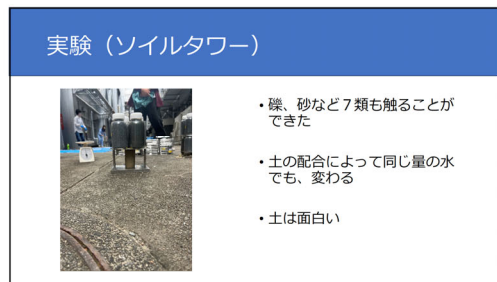 実験（ソイルタワー）
• 礫、砂など７類も触ることが
できた
• 土の配合によって同じ量の水
でも、変わる
• 土は面白い